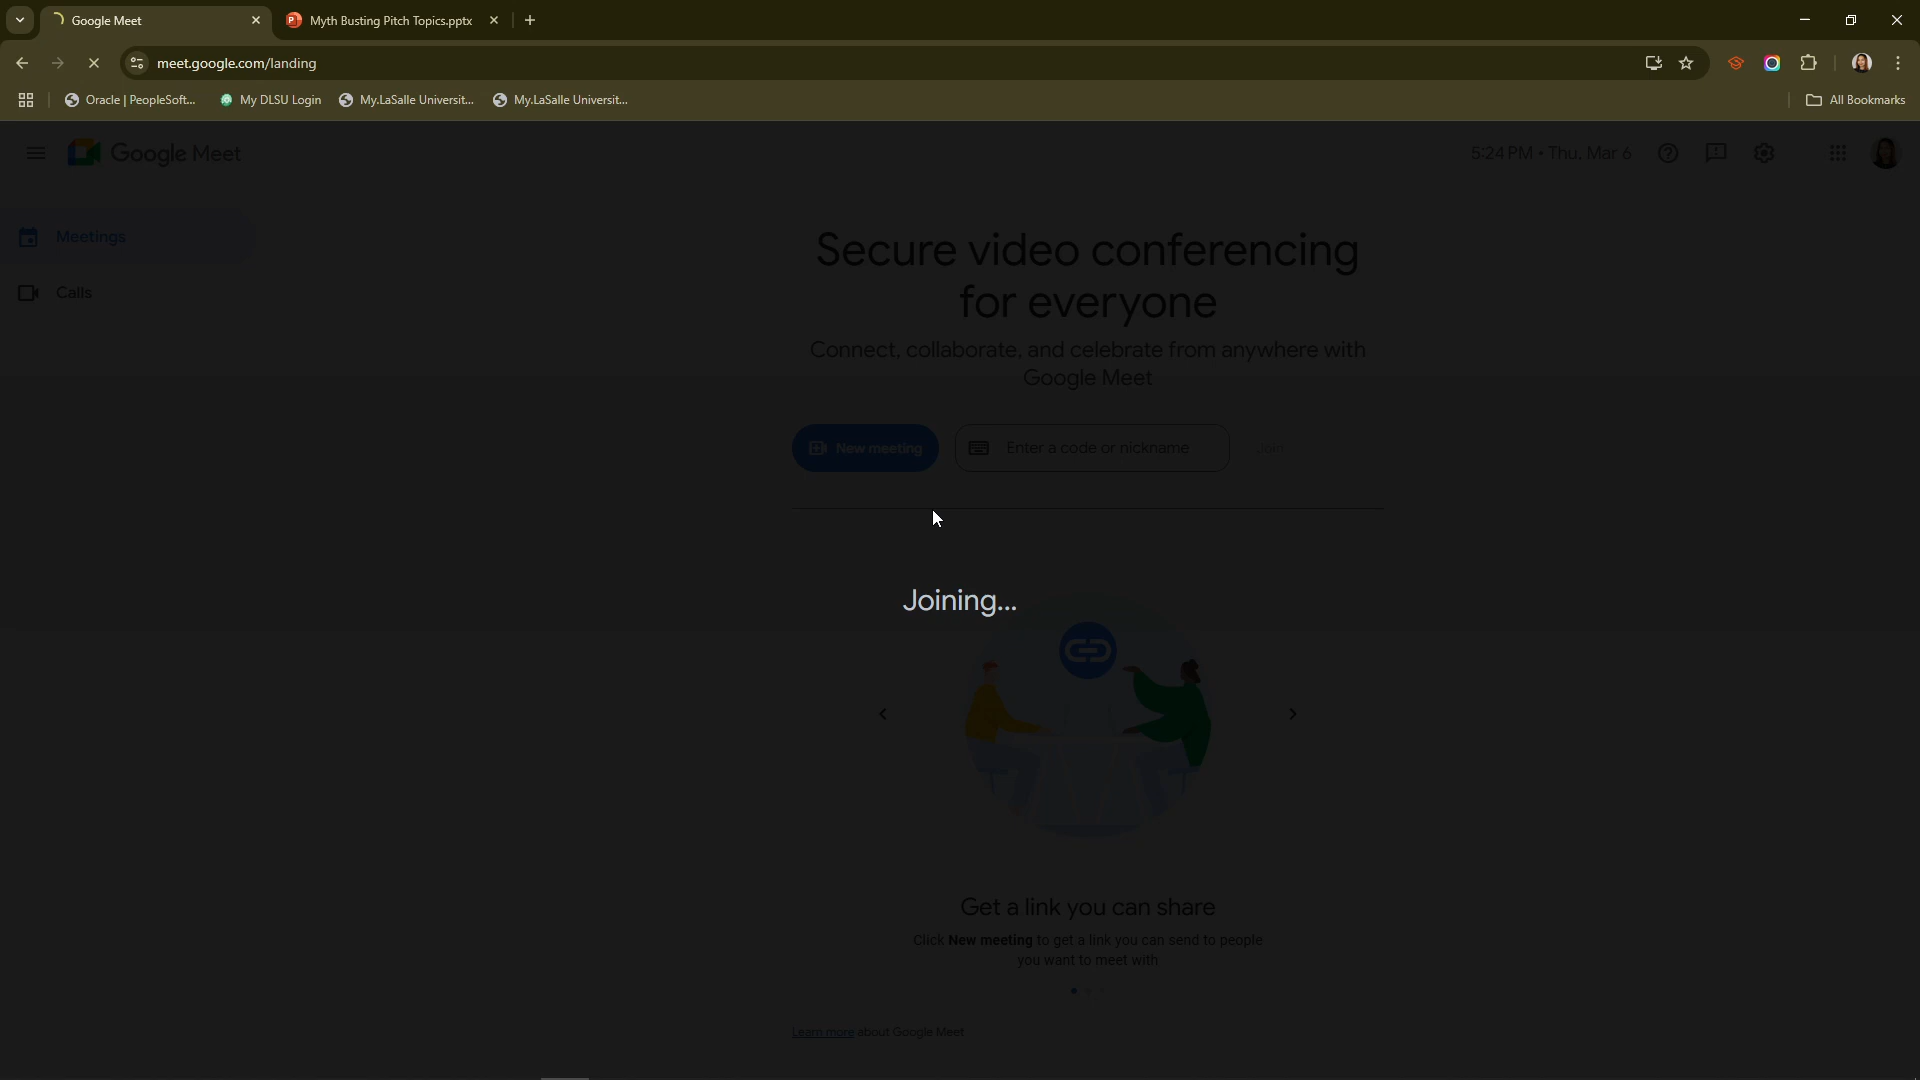 Google Meet
Myth Busting Pitch Topics.pptx
meet.google.com/landing
Oracle | PeopleSoft...
My DLSU Login
My.LaSalle Universit...
My.LaSalle Universit...
All Bookmarks
Google Meet
5:24 PM • Thu, Mar 6
Meetings
Calls
Secure video conferencing
for everyone
Connect, collaborate, and celebrate from anywhere with
Google Meet
New meeting
Enter a code or nickname
Join
Joining...
Get a link you can share
Click New meeting to get a link you can send to people
you want to meet with
Learn more about Google Meet